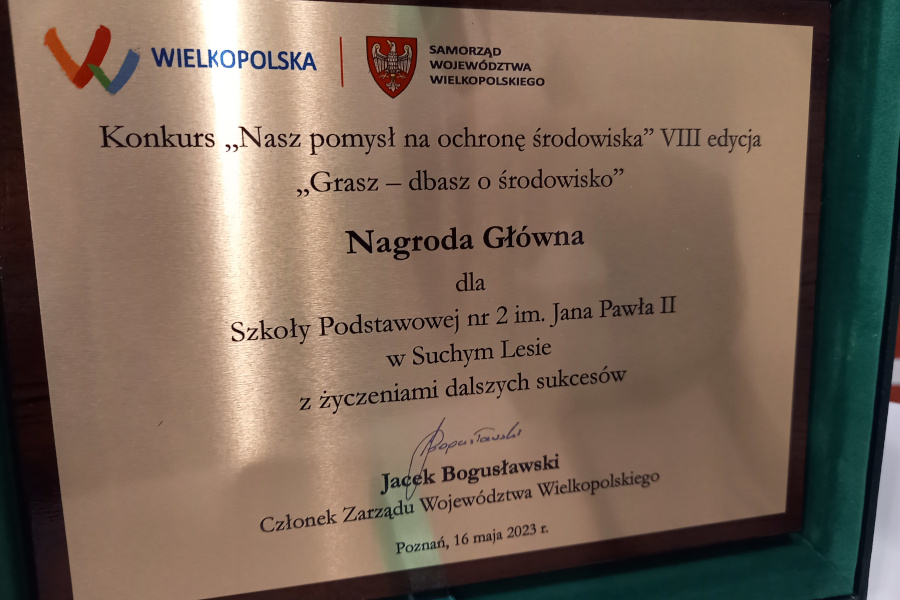 WIELKOPOLSKA
SAMORZĄD
WOJEWÓDZTWA
WIELKOPOLSKIEGO
Konkurs „Nasz pomysł na ochronę środowiska” VIII edycja
„Grasz – dbasz o środowisko”
Nagroda Główna
dla
Szkoły Podstawowej nr 2 im. Jana Pawła II
w Suchym Lesie
z życzeniami dalszych sukcesów
Bogusławski
Jacek Bogusławski
Członek Zarządu Województwa Wielkopolskiego
Poznań, 16 maja 2023 r.